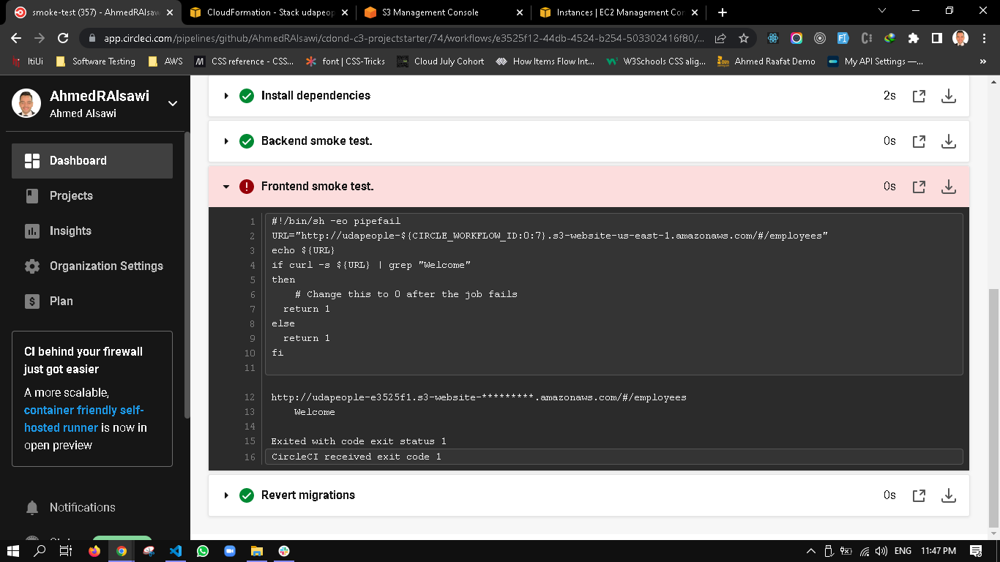 smoke-test (357) - AhmedRAlsaw
CloudFormation - Stack udapeop
S3 Management Console
Instances | EC2 Management Con
app.circleci.com/pipelines/github/AhmedRAlsawi/cdond-c3-projectstarter/74/workflows/e3525f12-44db-4524-b254-503302416f80/...
ItiUi
Software Testing
AWS
CSS reference - CSS...
font | CSS-Tricks
Cloud July Cohort
How Items Flow Int...
W3Schools CSS alig...
Ahmed Raafat Demo
My API Settings —...
»
AhmedRAlsawi
Ahmed Alsawi
Dashboard
Projects
Insights
Organization Settings
Plan
CI behind your firewall
just got easier
A more scalable,
container friendly self-
hosted runner is now in
open preview
Notifications
Install dependencies 2s
Backend smoke test. 0s
Frontend smoke test. 0s
1 #!/bin/sh -eo pipefail
2 URL="http://udapeople-${CIRCLE_WORKFLOW_ID:0:7}.s3-website-us-east-1.amazonaws.com/#/employees"
3 echo ${URL}
4 if curl -s ${URL} | grep "Welcome"
5 then
6     # Change this to 0 after the job fails
7   return 1
8 else
9   return 1
10 fi
11
12 http://udapeople-e3525f1.s3-website-*********.amazonaws.com/#/employees
13     Welcome
14
15 Exited with code exit status 1
16 CircleCI received exit code 1
Revert migrations 0s
ENG
11:47 PM